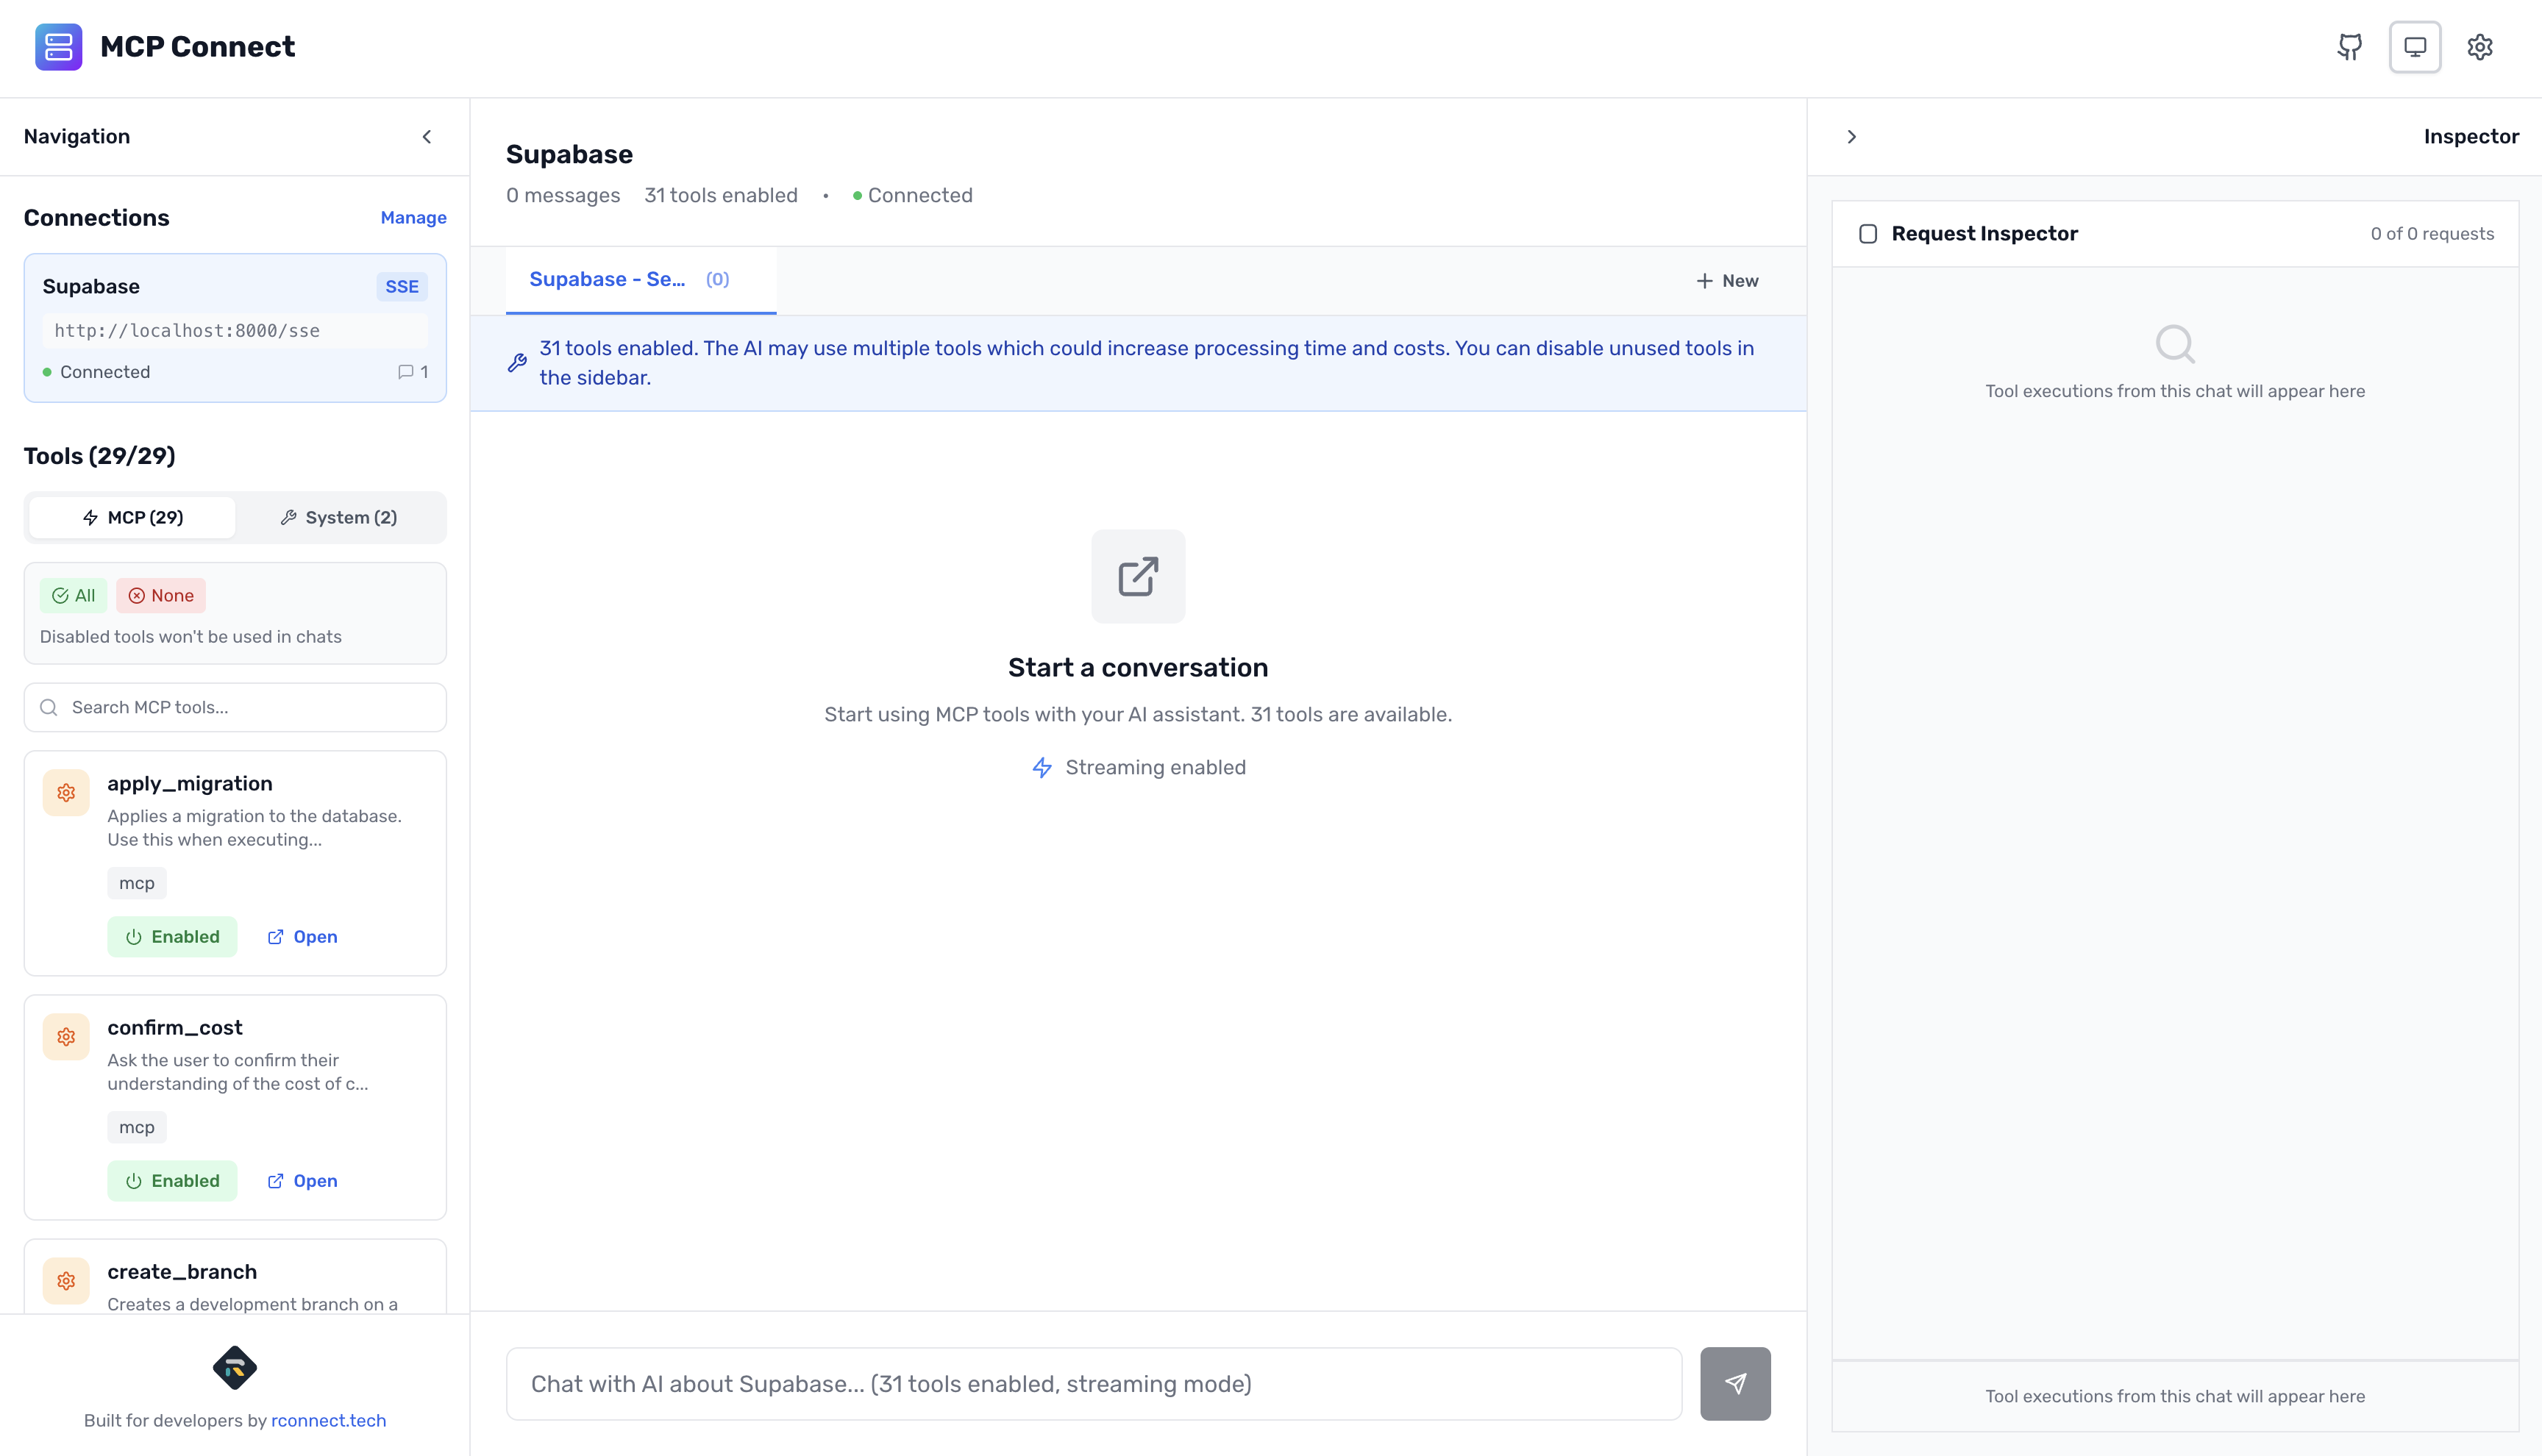 MCP Connect
Navigation
Connections
Manage
Supabase
SSE
http://localhost:8000/sse
Connected
1
Tools (29/29)
MCP (29)
System (2)
All
None
Disabled tools won't be used in chats
Search MCP tools...
apply_migration
Applies a migration to the database.
Use this when executing...
mcp
Enabled
Open
confirm_cost
Ask the user to confirm their
understanding of the cost of c...
mcp
Enabled
Open
create_branch
Creates a development branch on a
Built for developers by rconnect.tech
Supabase
0 messages 31 tools enabled • Connected
Supabase - Se... (0)
New
31 tools enabled. The AI may use multiple tools which could increase processing time and costs. You can disable unused tools in
the sidebar.
Start a conversation
Start using MCP tools with your AI assistant. 31 tools are available.
Streaming enabled
Chat with AI about Supabase... (31 tools enabled, streaming mode)
Inspector
Request Inspector
0 of 0 requests
Tool executions from this chat will appear here
Tool executions from this chat will appear here